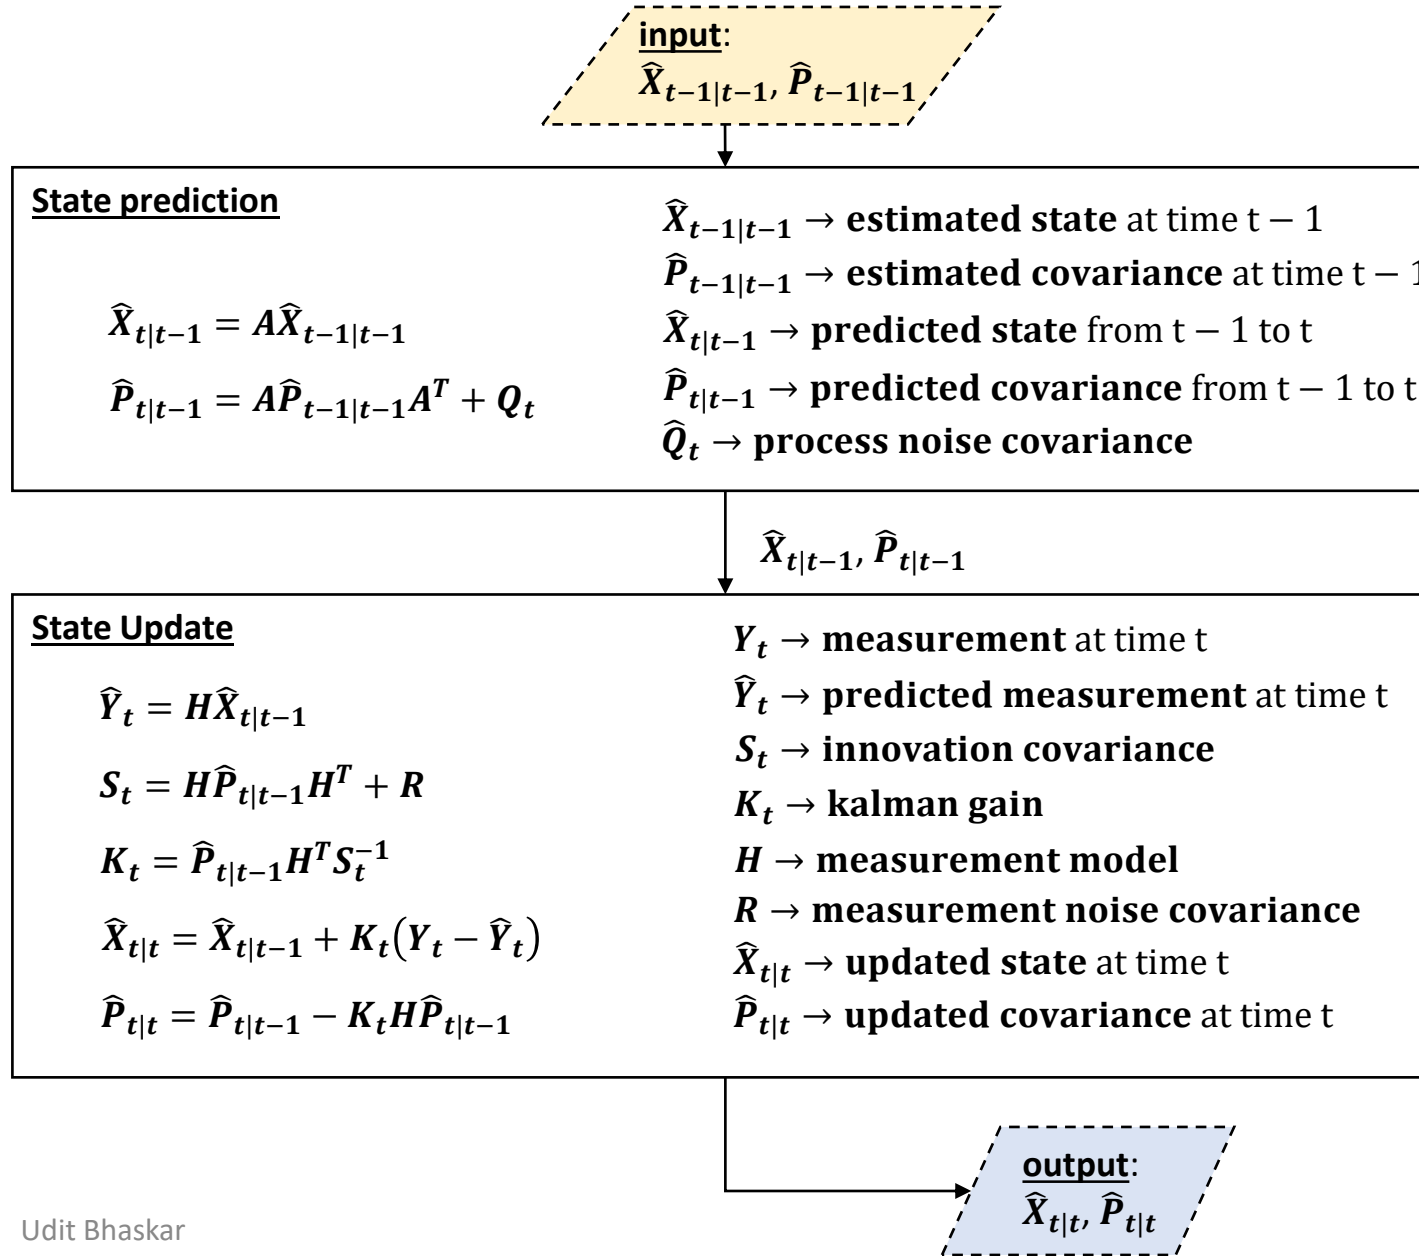 input:
X̂ₜ₋₁|ₜ₋₁, P̂ₜ₋₁|ₜ₋₁
State prediction
X̂ₜ|ₜ₋₁ = AX̂ₜ₋₁|ₜ₋₁
P̂ₜ|ₜ₋₁ = AP̂ₜ₋₁|ₜ₋₁Aᵀ + Qₜ
X̂ₜ₋₁|ₜ₋₁ → estimated state at time t − 1
P̂ₜ₋₁|ₜ₋₁ → estimated covariance at time t − 1
X̂ₜ|ₜ₋₁ → predicted state from t − 1 to t
P̂ₜ|ₜ₋₁ → predicted covariance from t − 1 to t
Q̂ₜ → process noise covariance
X̂ₜ|ₜ₋₁, P̂ₜ|ₜ₋₁
State Update
Ŷₜ = HX̂ₜ|ₜ₋₁
Sₜ = HP̂ₜ|ₜ₋₁Hᵀ + R
Kₜ = P̂ₜ|ₜ₋₁HᵀSₜ⁻¹
X̂ₜ|ₜ = X̂ₜ|ₜ₋₁ + Kₜ(Yₜ − Ŷₜ)
P̂ₜ|ₜ = P̂ₜ|ₜ₋₁ − KₜHP̂ₜ|ₜ₋₁
Yₜ → measurement at time t
Ŷₜ → predicted measurement at time t
Sₜ → innovation covariance
Kₜ → kalman gain
H → measurement model
R → measurement noise covariance
X̂ₜ|ₜ → updated state at time t
P̂ₜ|ₜ → updated covariance at time t
output:
X̂ₜ|ₜ, P̂ₜ|ₜ
Udit Bhaskar